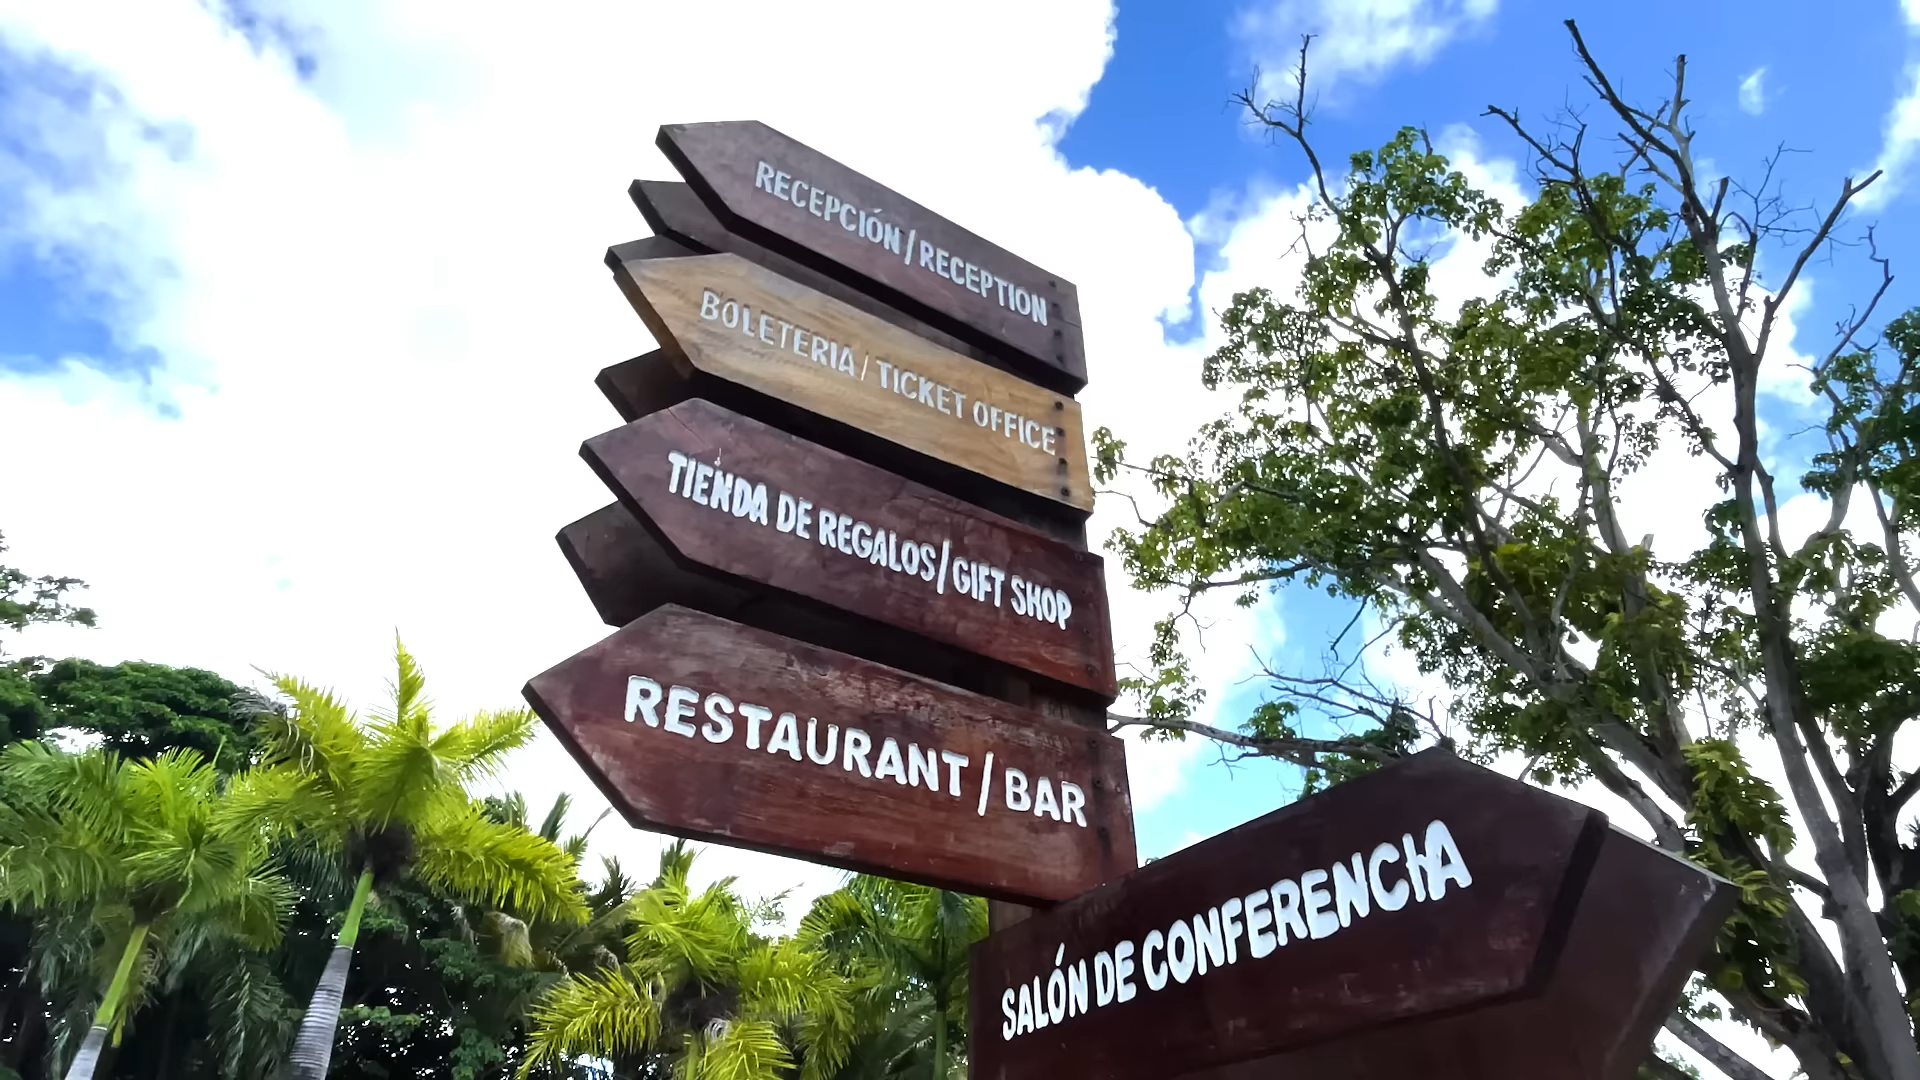 RECEPCIÓN/RECEPTION
BOLETERIA/TICKET OFFICE
TIENDA DE REGALOS/GIFT SHOP
RESTAURANT/BAR
SALÓN DE CONFERENCIA